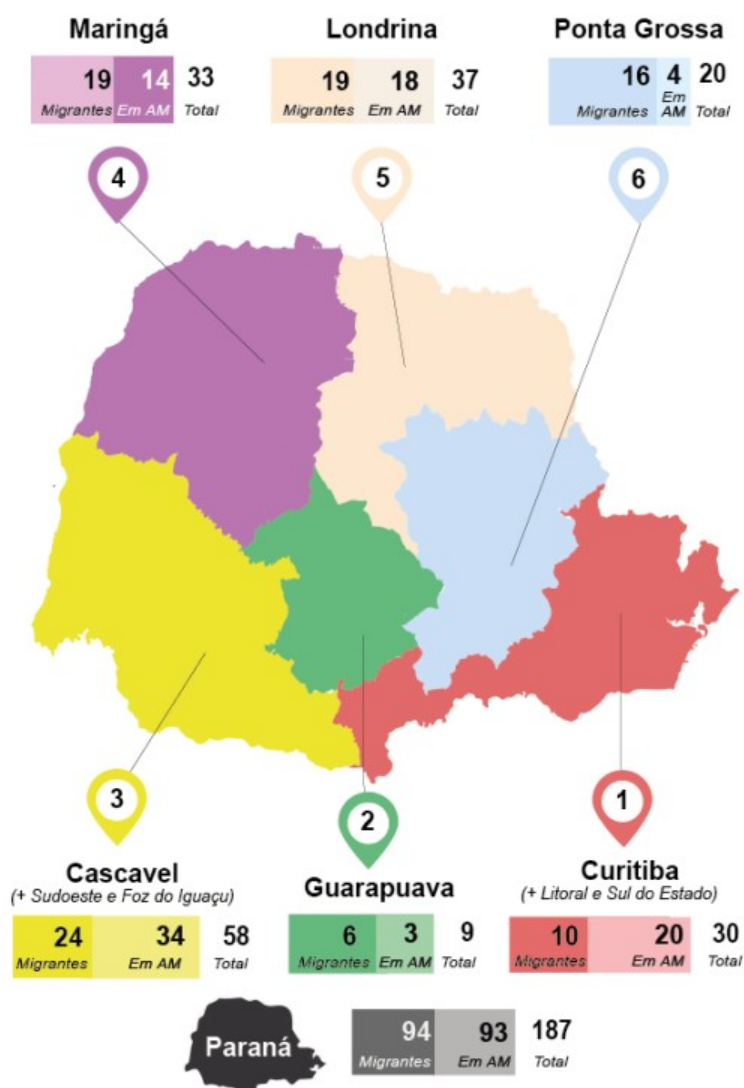 Maringá
19 14 33
Migrantes Em AM Total
Londrina
19 18 37
Migrantes Em AM Total
Ponta Grossa
16 4 20
Migrantes Em AM Total
4
5
6
3
2
1
Cascavel
(+ Sudoeste e Foz do Iguaçu)
24 34 58
Migrantes Em AM Total
Guarapuava
6 3 9
Migrantes Em AM Total
Curitiba
(+ Litoral e Sul do Estado)
10 20 30
Migrantes Em AM Total
Paraná
94 93 187
Migrantes Em AM Total